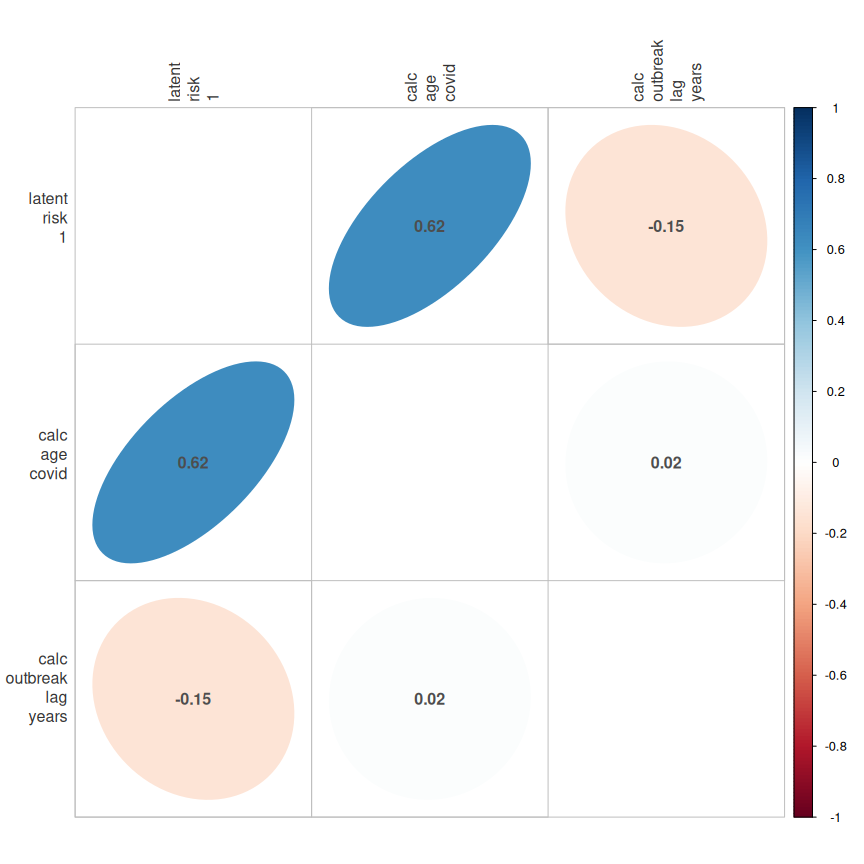 latent
risk
1
calc
age
covid
calc
outbreak
lag
years
1
0.8
0.6
0.4
0.2
0
-0.2
-0.4
-0.6
-0.8
-1
latent
risk
1
0.62
-0.15
calc
age
covid
0.62
0.02
calc
outbreak
lag
years
-0.15
0.02